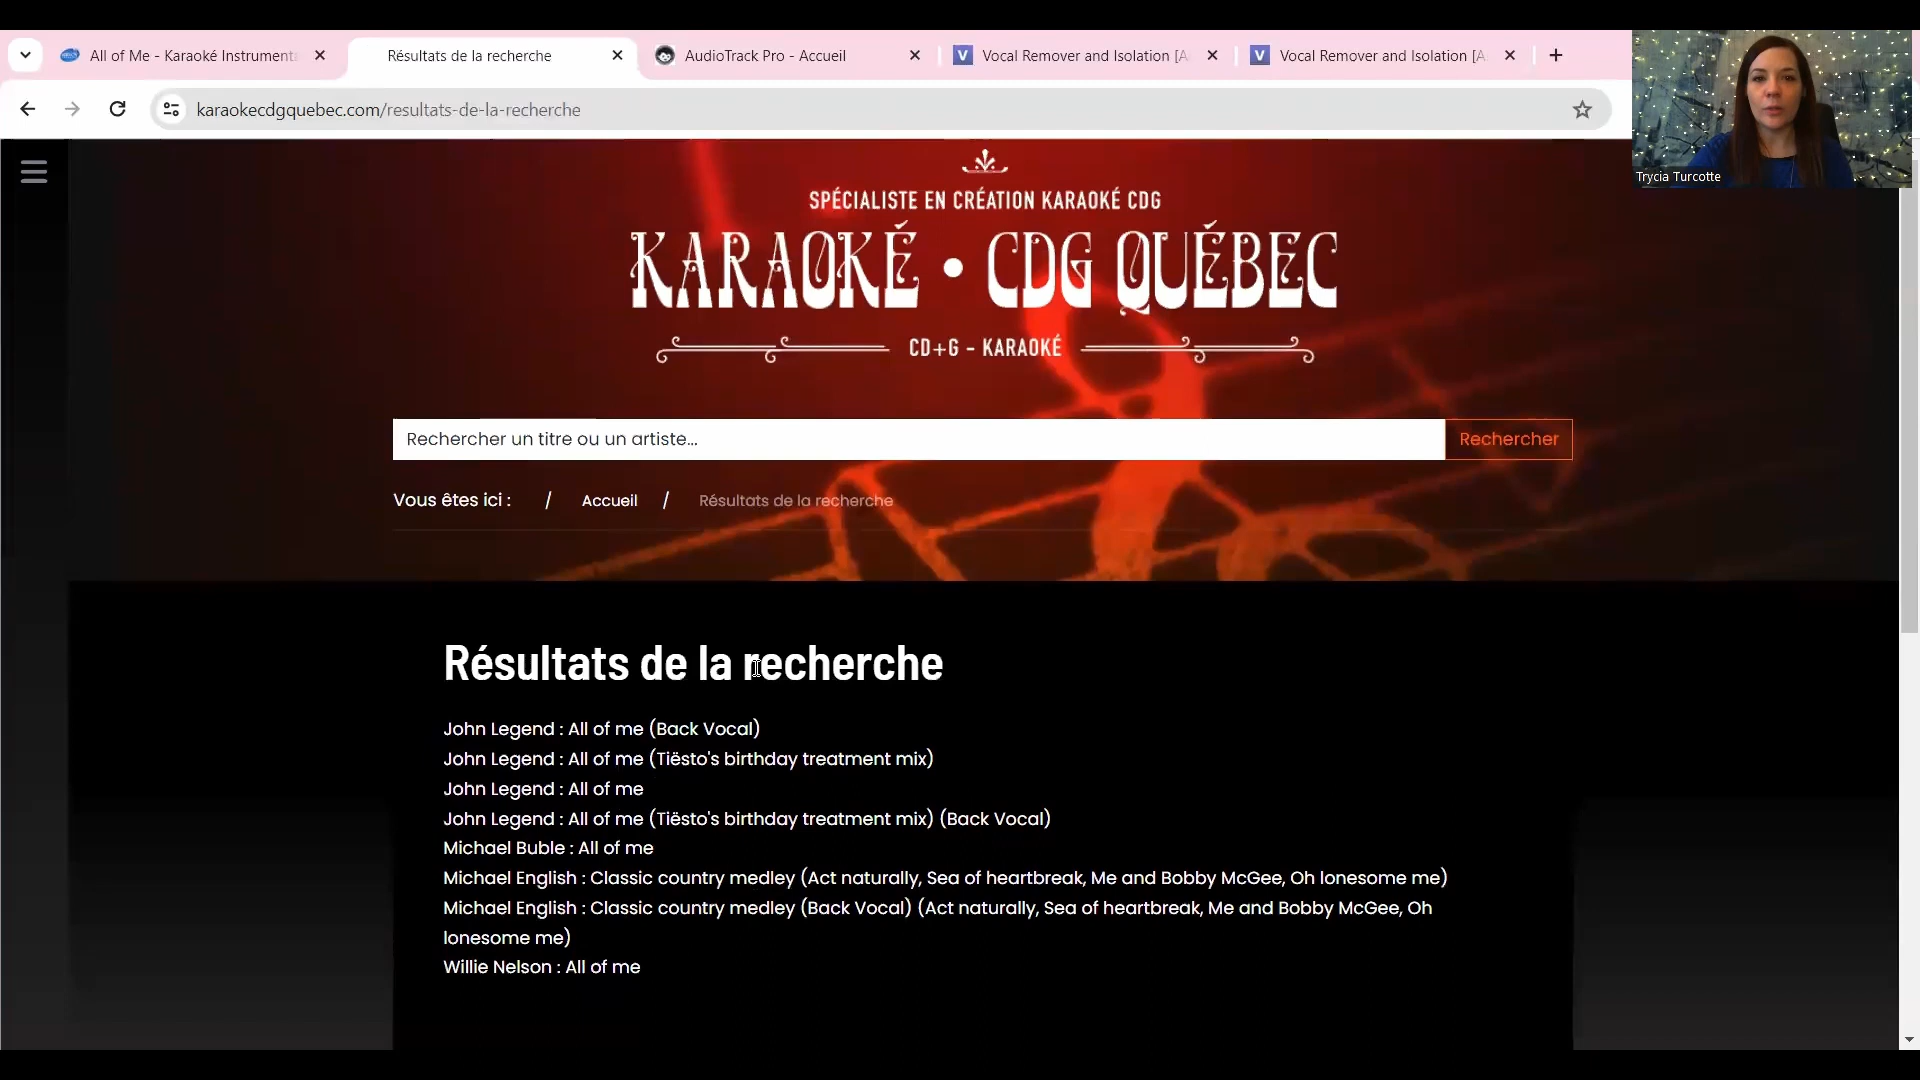 All of Me - Karaoké Instrument
Résultats de la recherche
AudioTrack Pro - Accueil
Vocal Remover and Isolation [A
Vocal Remover and Isolation [A
karaokecdgquebec.com/resultats-de-la-recherche
Trycia Turcotte
SPÉCIALISTE EN CRÉATION KARAOKÉ CDG
KARAOKÉ • CDG QUÉBEC
CD+G - KARAOKÉ
Rechercher un titre ou un artiste...
Rechercher
Vous êtes ici : / Accueil / Résultats de la recherche
Résultats de la recherche
John Legend : All of me (Back Vocal)
John Legend : All of me (Tiësto's birthday treatment mix)
John Legend : All of me
John Legend : All of me (Tiësto's birthday treatment mix) (Back Vocal)
Michael Buble : All of me
Michael English : Classic country medley (Act naturally, Sea of heartbreak, Me and Bobby McGee, Oh lonesome me)
Michael English : Classic country medley (Back Vocal) (Act naturally, Sea of heartbreak, Me and Bobby McGee, Oh
lonesome me)
Willie Nelson : All of me